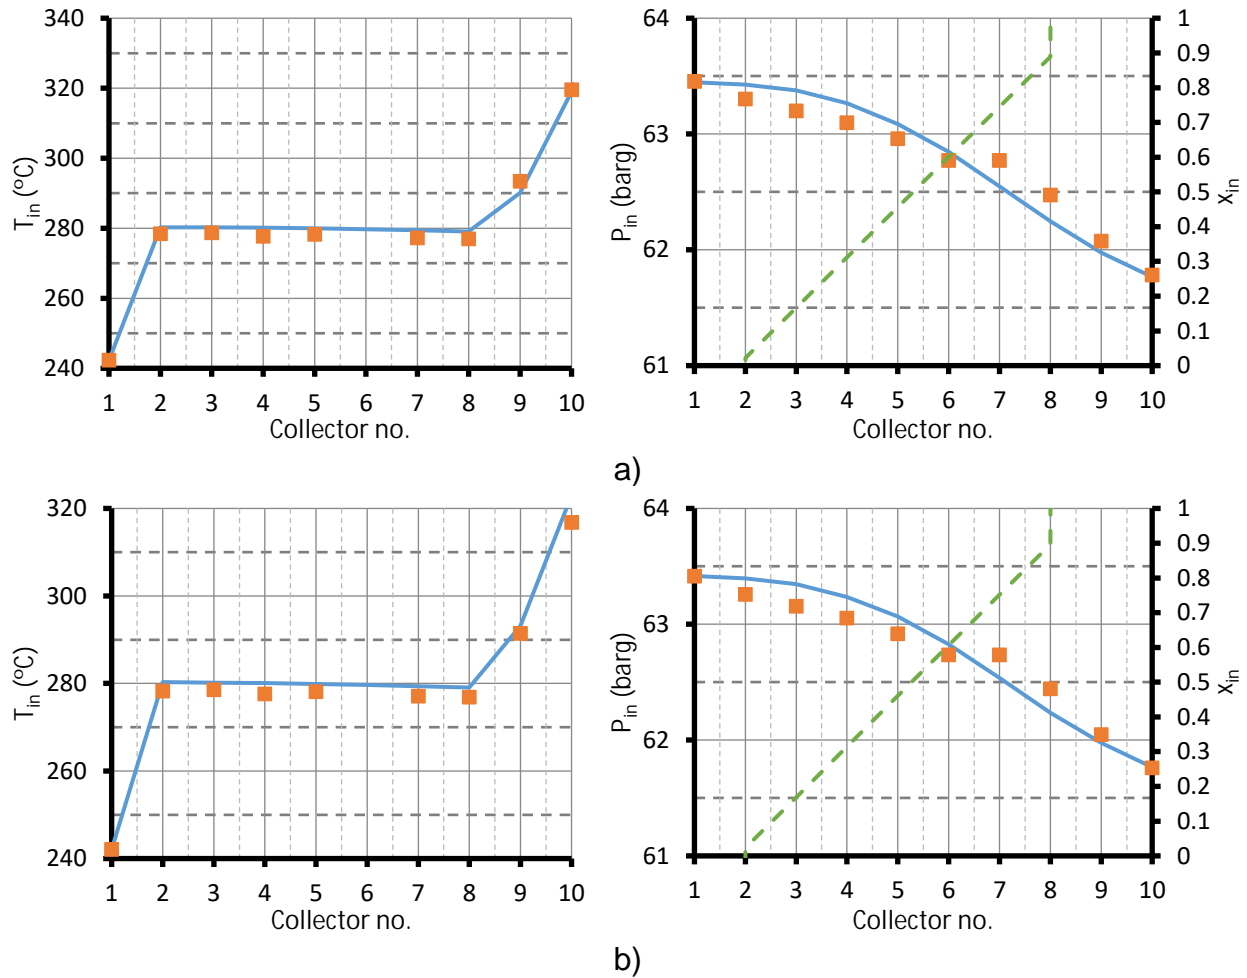 340
320
300
280
260
240
T_in (°C)
1 2 3 4 5 6 7 8 9 10
Collector no.
64
63
62
61
P_in (barg)
1
0.9
0.8
0.7
0.6
0.5
0.4
0.3
0.2
0.1
0
x_in
1 2 3 4 5 6 7 8 9 10
Collector no.
a)
320
300
280
260
240
T_in (°C)
1 2 3 4 5 6 7 8 9 10
Collector no.
64
63
62
61
P_in (barg)
1
0.9
0.8
0.7
0.6
0.5
0.4
0.3
0.2
0.1
0
x_in
1 2 3 4 5 6 7 8 9 10
Collector no.
b)